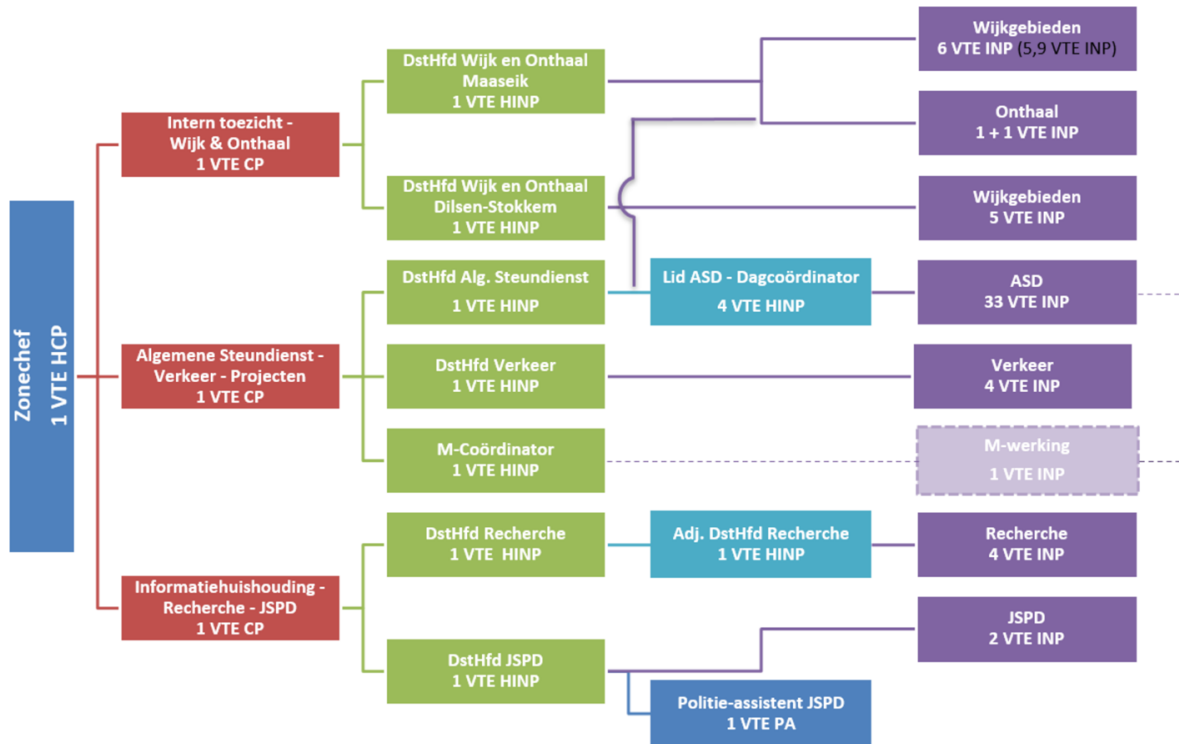 Zonechef
1 VTE HCP
Intern toezicht -
Wijk & Onthaal
1 VTE CP
Algemene Steundienst -
Verkeer - Projecten
1 VTE CP
Informatiehuishouding -
Recherche - JSPD
1 VTE CP
DstHfd Wijk en Onthaal
Maaseik
1 VTE HINP
DstHfd Wijk en Onthaal
Dilsen-Stokkem
1 VTE HINP
DstHfd Alg. Steundienst
1 VTE HINP
DstHfd Verkeer
1 VTE HINP
M-Coördinator
1 VTE HINP
DstHfd Recherche
1 VTE HINP
DstHfd JSPD
1 VTE HINP
Lid ASD - Dagcoördinator
4 VTE HINP
Adj. DstHfd Recherche
1 VTE HINP
Politie-assistent JSPD
1 VTE PA
Wijkgebieden
6 VTE INP (5,9 VTE INP)
Onthaal
1 + 1 VTE INP
Wijkgebieden
5 VTE INP
ASD
33 VTE INP
Verkeer
4 VTE INP
M-werking
1 VTE INP
Recherche
4 VTE INP
JSPD
2 VTE INP